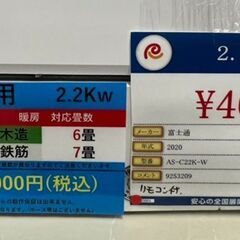 用 2.2Kw
暖房 対応畳数
木造 6畳
鉄筋 7畳
000円(税込)
2.
¥4
メーカー 富士通
年式 2020
型番 AS-C22K-W
コメント 9253209
リモコン付.
安心の全国展